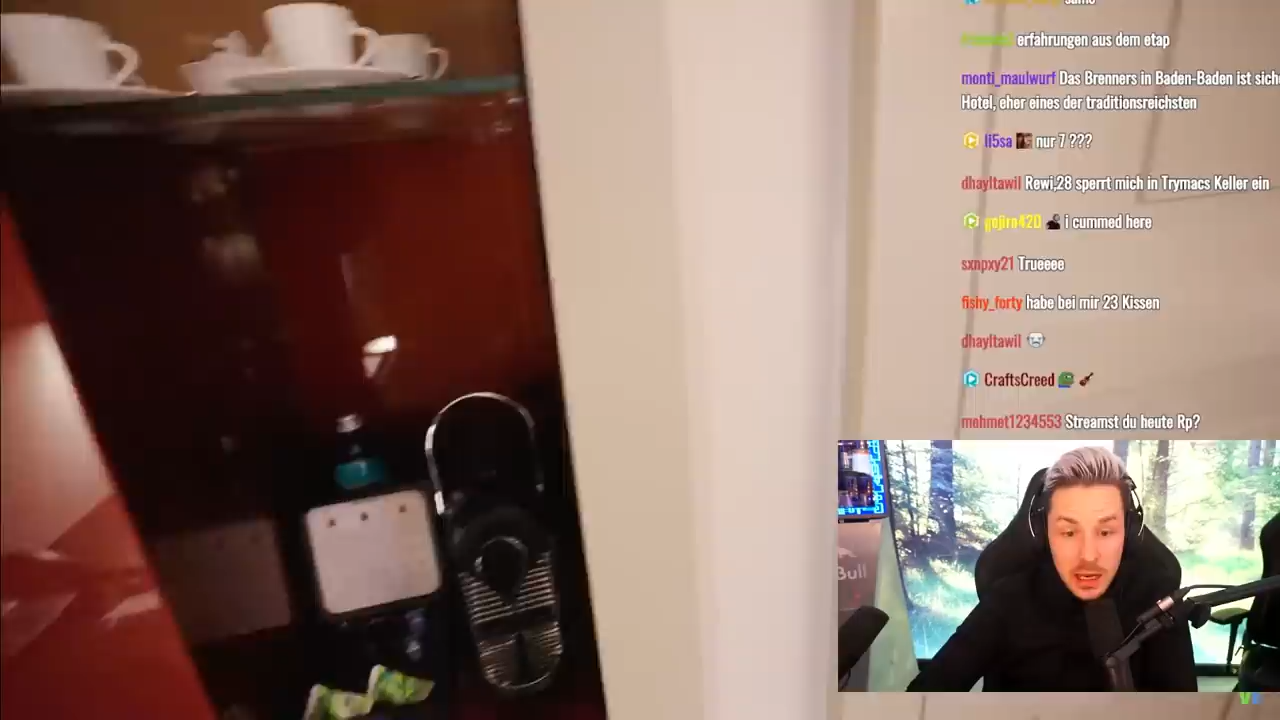 erfahrungen aus dem etap
monti_maulwurf Das Brenners in Baden-Baden ist
Hotel, eher eines der traditionsreichsten
li5sa nur 7 ???
dhayltawil Rewi,28 sperrt mich in Trymacs Keller ein
i cummed here
sxnpxy21 Trueeee
fishy_forty habe bei mir 23 Kissen
dhayltawil
CraftsCreed
mehmet1234553 Streamst du heute Rp?
Bull